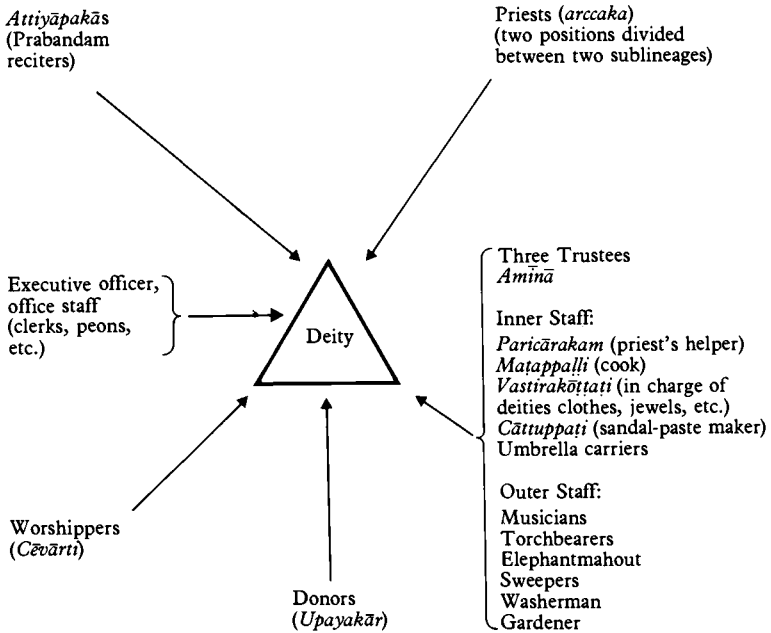 Attiyāpakās
(Prabandam
reciters)
Priests (arccaka)
(two positions divided
between two sublineages)
Executive officer,
office staff
(clerks, peons,
etc.)
Deity
Three Trustees
Amīnā
Inner Staff:
Paricārakam (priest's helper)
Maṭappaḷḷi (cook)
Vastirakōṭṭaṭi (in charge of
deities clothes, jewels, etc.)
Cāttuppaṭi (sandal-paste maker)
Umbrella carriers
Outer Staff:
Musicians
Torchbearers
Elephantmahout
Sweepers
Washerman
Gardener
Worshippers
(Cēvārti)
Donors
(Upayakār)